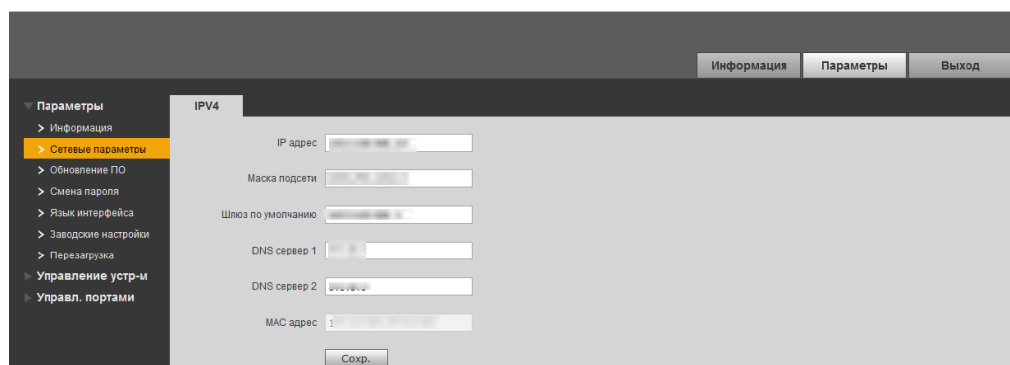 Информация
Параметры
Выход
Параметры
IPV4
Информация
IP адрес
Сетевые параметры
Обновление ПО
Маска подсети
Смена пароля
Язык интерфейса
Шлюз по умолчанию
Заводские настройки
DNS сервер 1
Перезагрузка
Управление устр-м
DNS сервер 2
Управл. портами
MAC адрес
Сохр.